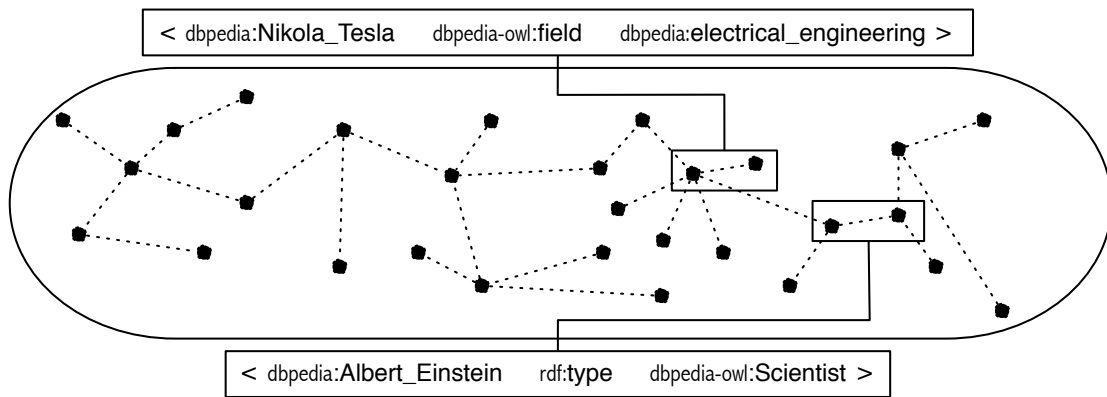 < dbpedia:Nikola_Tesla dbpedia-owl:field dbpedia:electrical_engineering >
< dbpedia:Albert_Einstein rdf:type dbpedia-owl:Scientist >